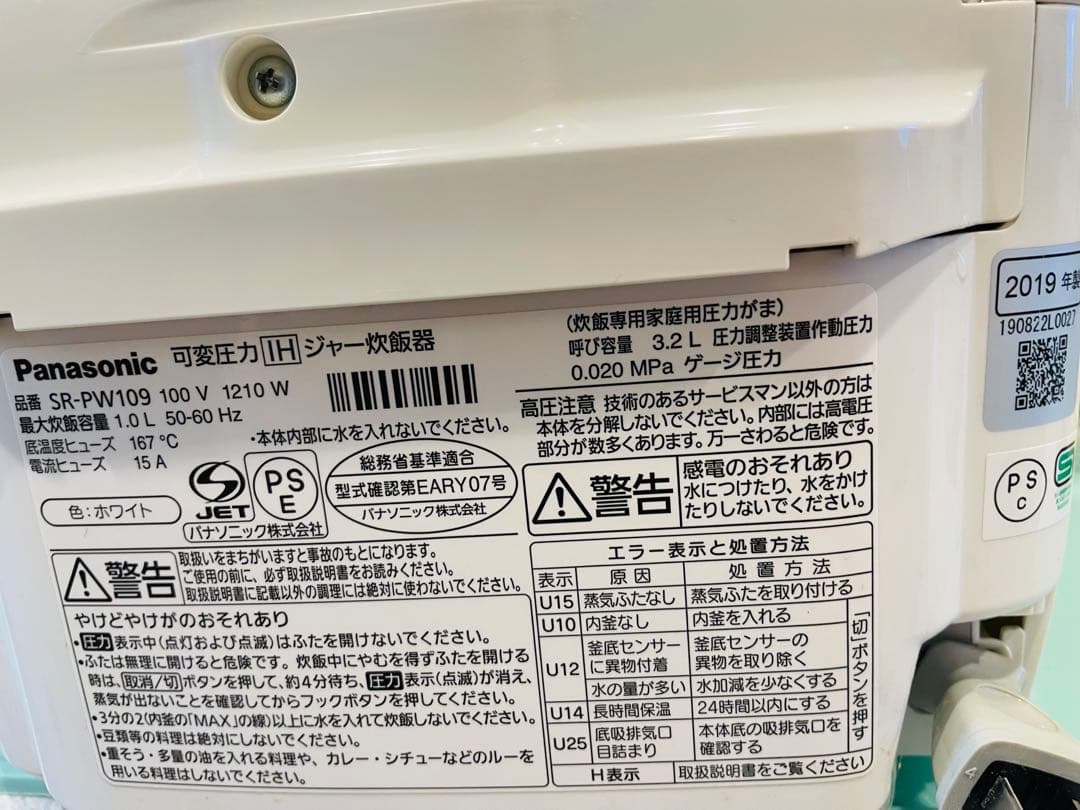 Panasonic 可変圧力IHジャー炊飯器
品番 SR-PW109 100 V 1210 W
最大炊飯容量 1.0 L 50-60 Hz
底温度ヒューズ 167 ℃
電流ヒューズ 15 A
・本体内部に水を入れないでください。
色:ホワイト
JET
PS
E
パナソニック株式会社
総務省基準適合
型式確認第EARY07号
パナソニック株式会社
警告
取扱いをまちがいますと事故のもとになります。
ご使用の前に、必ず取扱説明書をお読みください。
取扱説明書に記載以外の調理には絶対に使わないでください。
やけどやけがのおそれあり
・圧力表示中(点灯および点滅)はふたを開けないでください。
・ふたは無理に開けると危険です。炊飯中にやむを得ずふたを開ける
時は、取消/切ボタンを押して、約4分待ち、圧力表示(点滅)が消え、
蒸気が出ないことを確認してからフックボタンを押してください。
・3分の2(内釜の「MAX」の線)以上に水を入れて炊飯しないでください。
・豆類等の料理は絶対にしないでください。
・重そう・多量の油を入れる料理や、カレー・シチューなどのルーを
用いる料理はしないでください。
(炊飯専用家庭用圧力がま)
呼び容量 3.2 L 圧力調整装置作動圧力
0.020 MPa ゲージ圧力
高圧注意 技術のあるサービスマン以外の方は
本体を分解しないでください。内部には高電圧
部分が数多くあります。万一さわると危険です。
警告
感電のおそれあり
水につけたり、水をかけ
たりしないでください。
エラー表示と処置方法
表示 原因 処置方法
U15 蒸気ふたなし 蒸気ふたを取り付ける
U10 内釜なし 内釜を入れる
U12 釜底センサー
に異物付着 釜底センサーの
異物を取り除く
水の量が多い 水加減を少なくする
U14 長時間保温 24時間以内にする
U25 底吸排気口
目詰まり 本体底の吸排気口を
確認する
「切」ボタンを押す
H表示 取扱説明書をご覧ください
2019 年製
190822L0027
PS
C